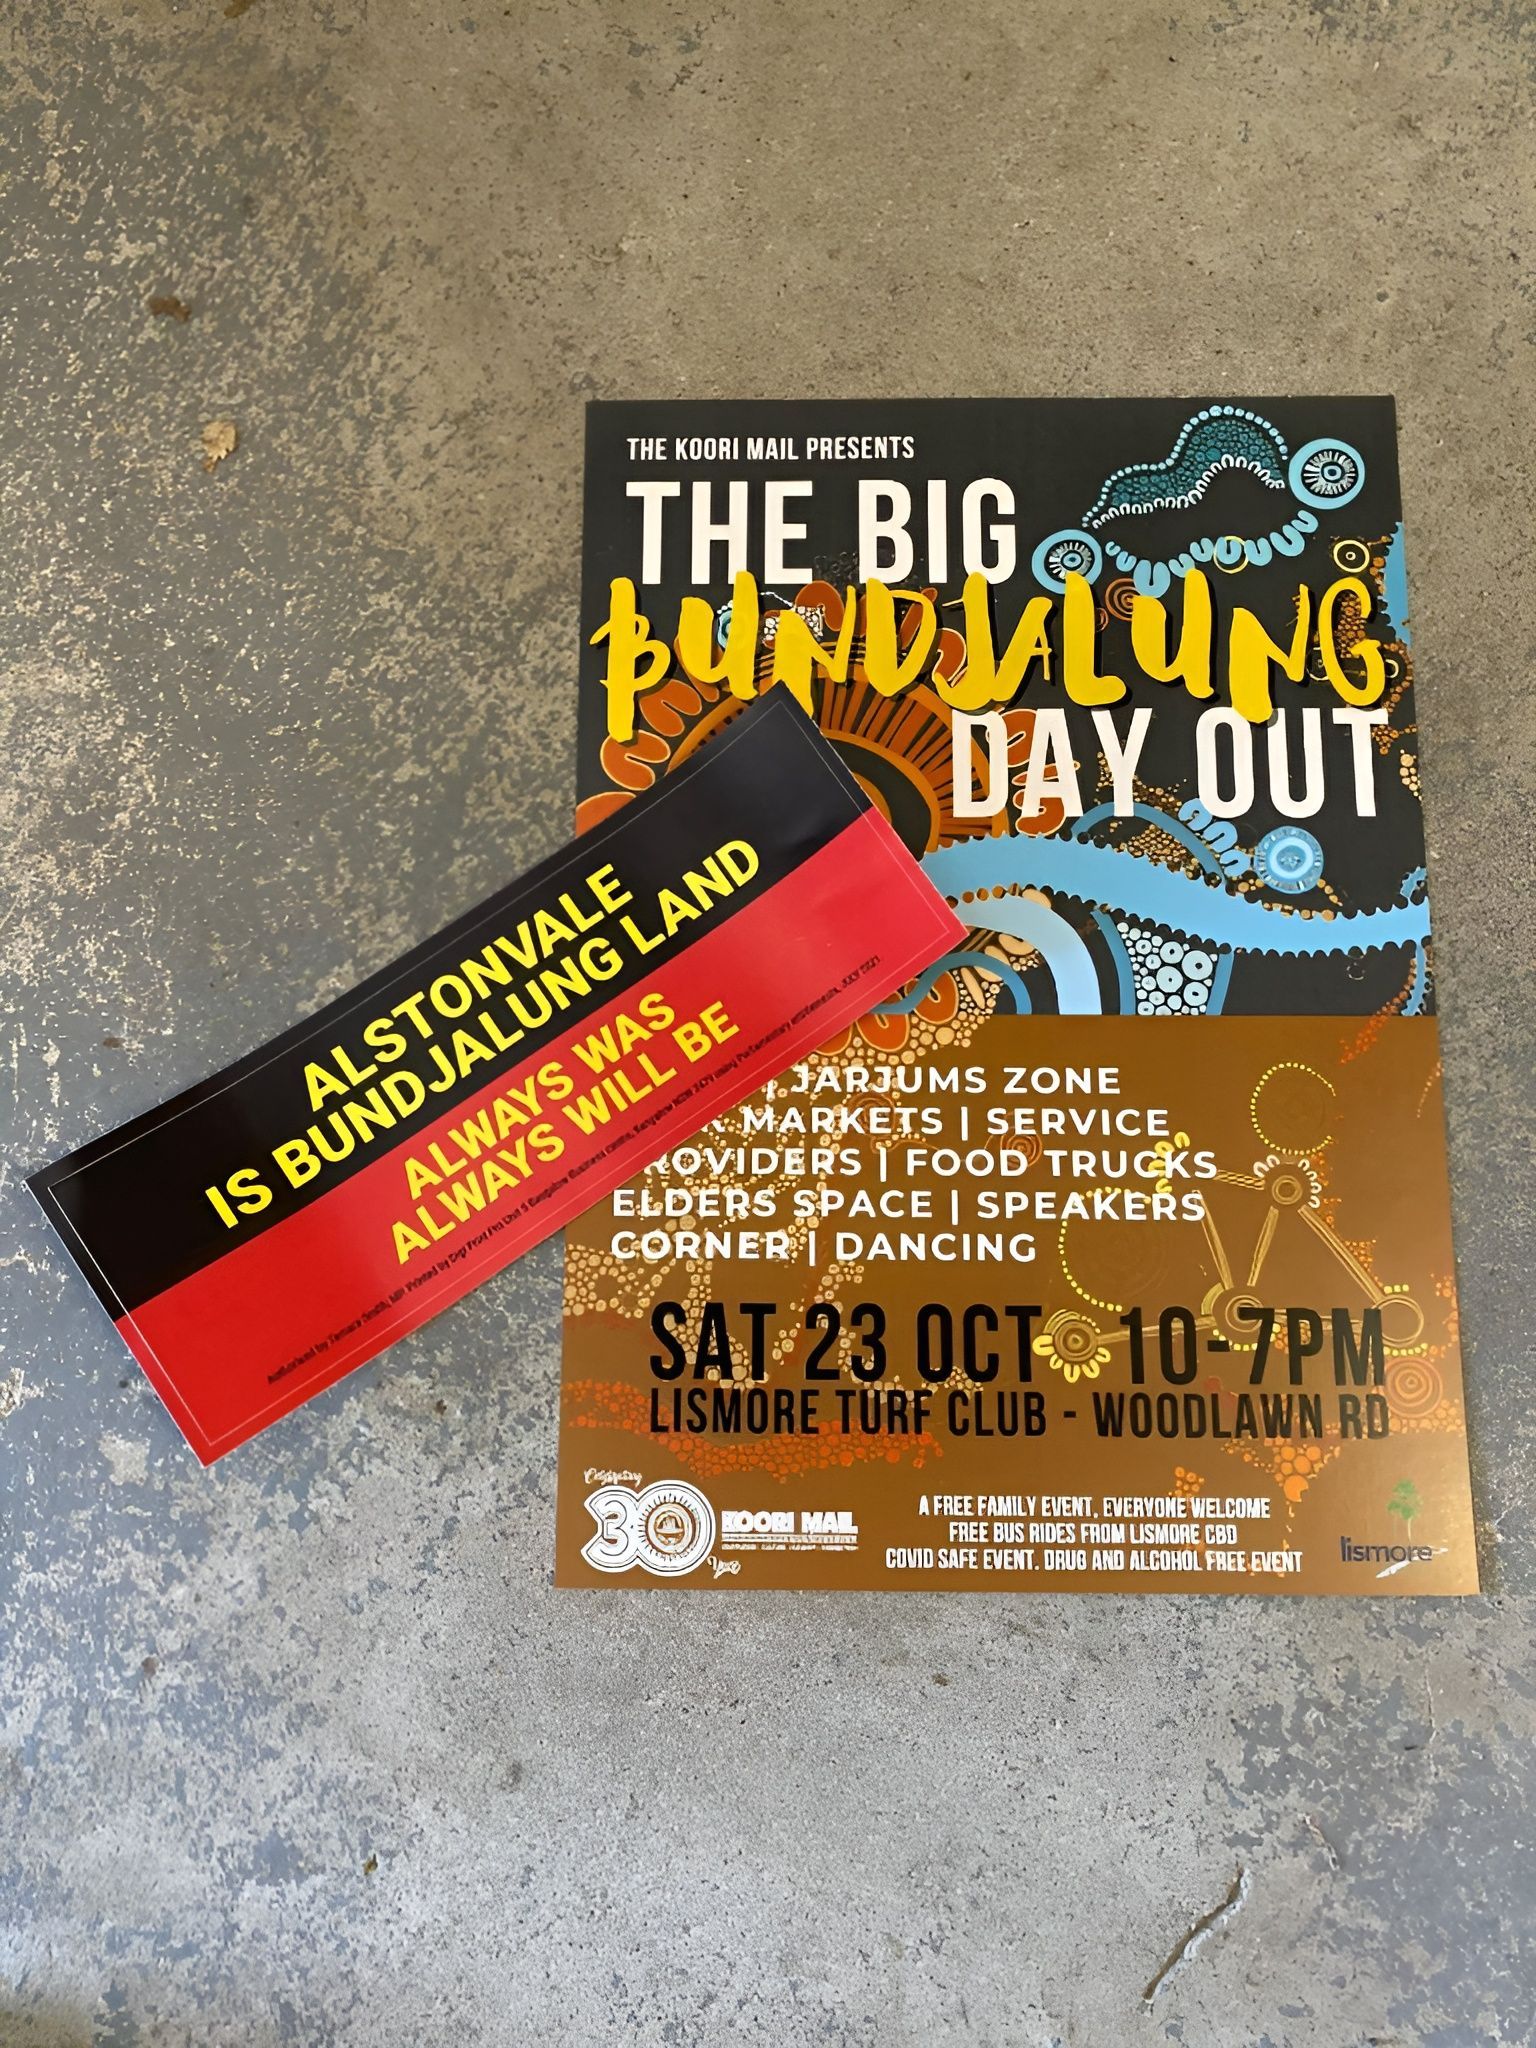 THE KOORI MAIL PRESENTS
THE BIG
BUNDJALUNG
DAY OUT
ALSTONVALE
IS BUNDJALUNG LAND
ALWAYS WAS
ALWAYS WILL BE
| JARJUMS ZONE
MARKETS | SERVICE
ROVIDERS | FOOD TRUCKS
ELDERS SPACE | SPEAKERS
CORNER | DANCING
SAT 23 OCT 10-7PM
LISMORE TURF CLUB - WOODLAWN RD
Celebrating
30
KOORI MAIL
A FREE FAMILY EVENT, EVERYONE WELCOME
FREE BUS RIDES FROM LISMORE CBD
COVID SAFE EVENT. DRUG AND ALCOHOL FREE EVENT
lismore